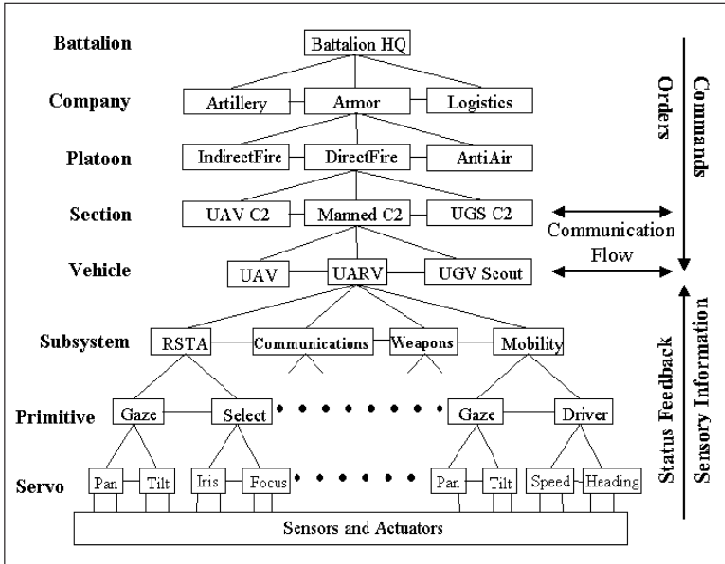 Battalion
Battalion HQ
Company
Artillery
Armor
Logistics
Platoon
IndirectFire
DirectFire
AntiAir
Section
UAV C2
Manned C2
UGS C2
Vehicle
UAV
UARV
UGV Scout
Subsystem
RSTA
Communications
Weapons
Mobility
Primitive
Gaze
Select
Gaze
Driver
Servo
Pan
Tilt
Iris
Focus
Pan
Tilt
Speed
Heading
Sensors and Actuators
Orders
Commands
Communication
Flow
Status Feedback
Sensory Information